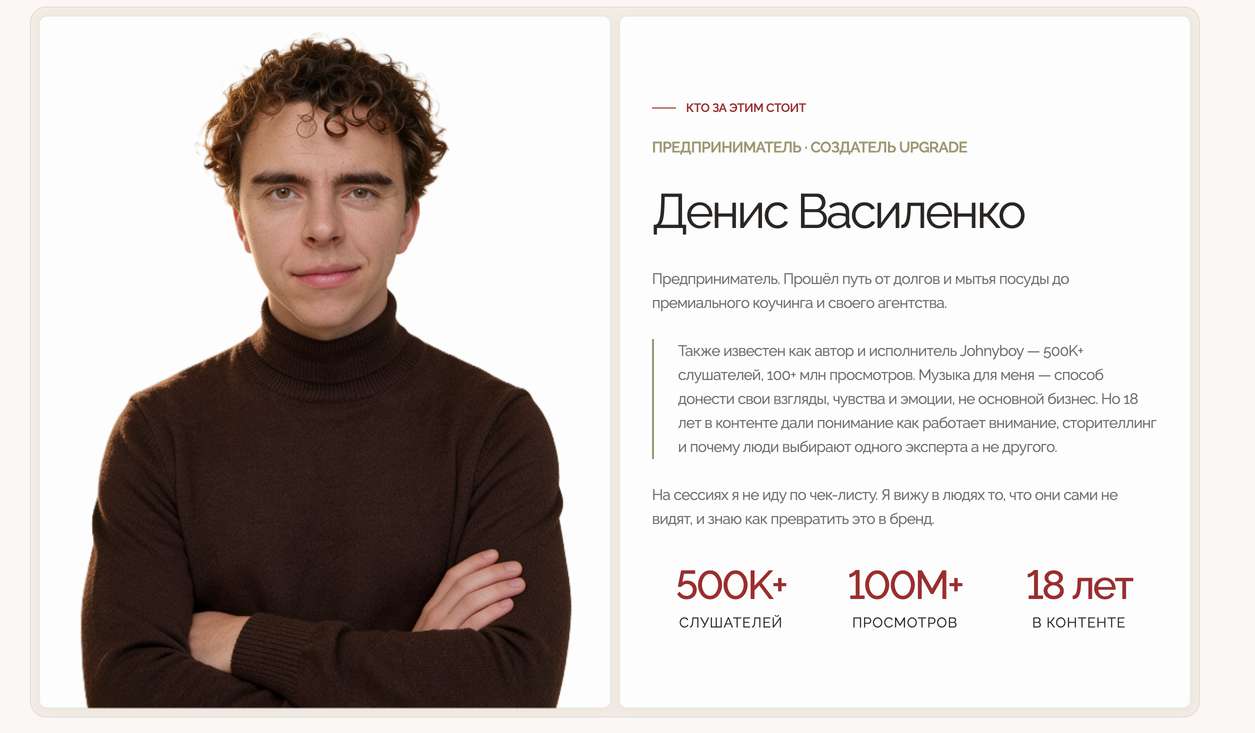 КТО ЗА ЭТИМ СТОИТ
ПРЕДПРИНИМАТЕЛЬ · СОЗДАТЕЛЬ UPGRADE
Денис Василенко
Предприниматель. Прошёл путь от долгов и мытья посуды до
премиального коучинга и своего агентства.
Также известен как автор и исполнитель Johnyboy — 500K+
слушателей, 100+ млн просмотров. Музыка для меня — способ
донести свои взгляды, чувства и эмоции, не основной бизнес. Но 18
лет в контенте дали понимание как работает внимание, сторителлинг
и почему люди выбирают одного эксперта а не другого.
На сессиях я не иду по чек-листу. Я вижу в людях то, что они сами не
видят, и знаю как превратить это в бренд.
500K+ 100M+ 18 лет
СЛУШАТЕЛЕЙ ПРОСМОТРОВ В КОНТЕНТЕ